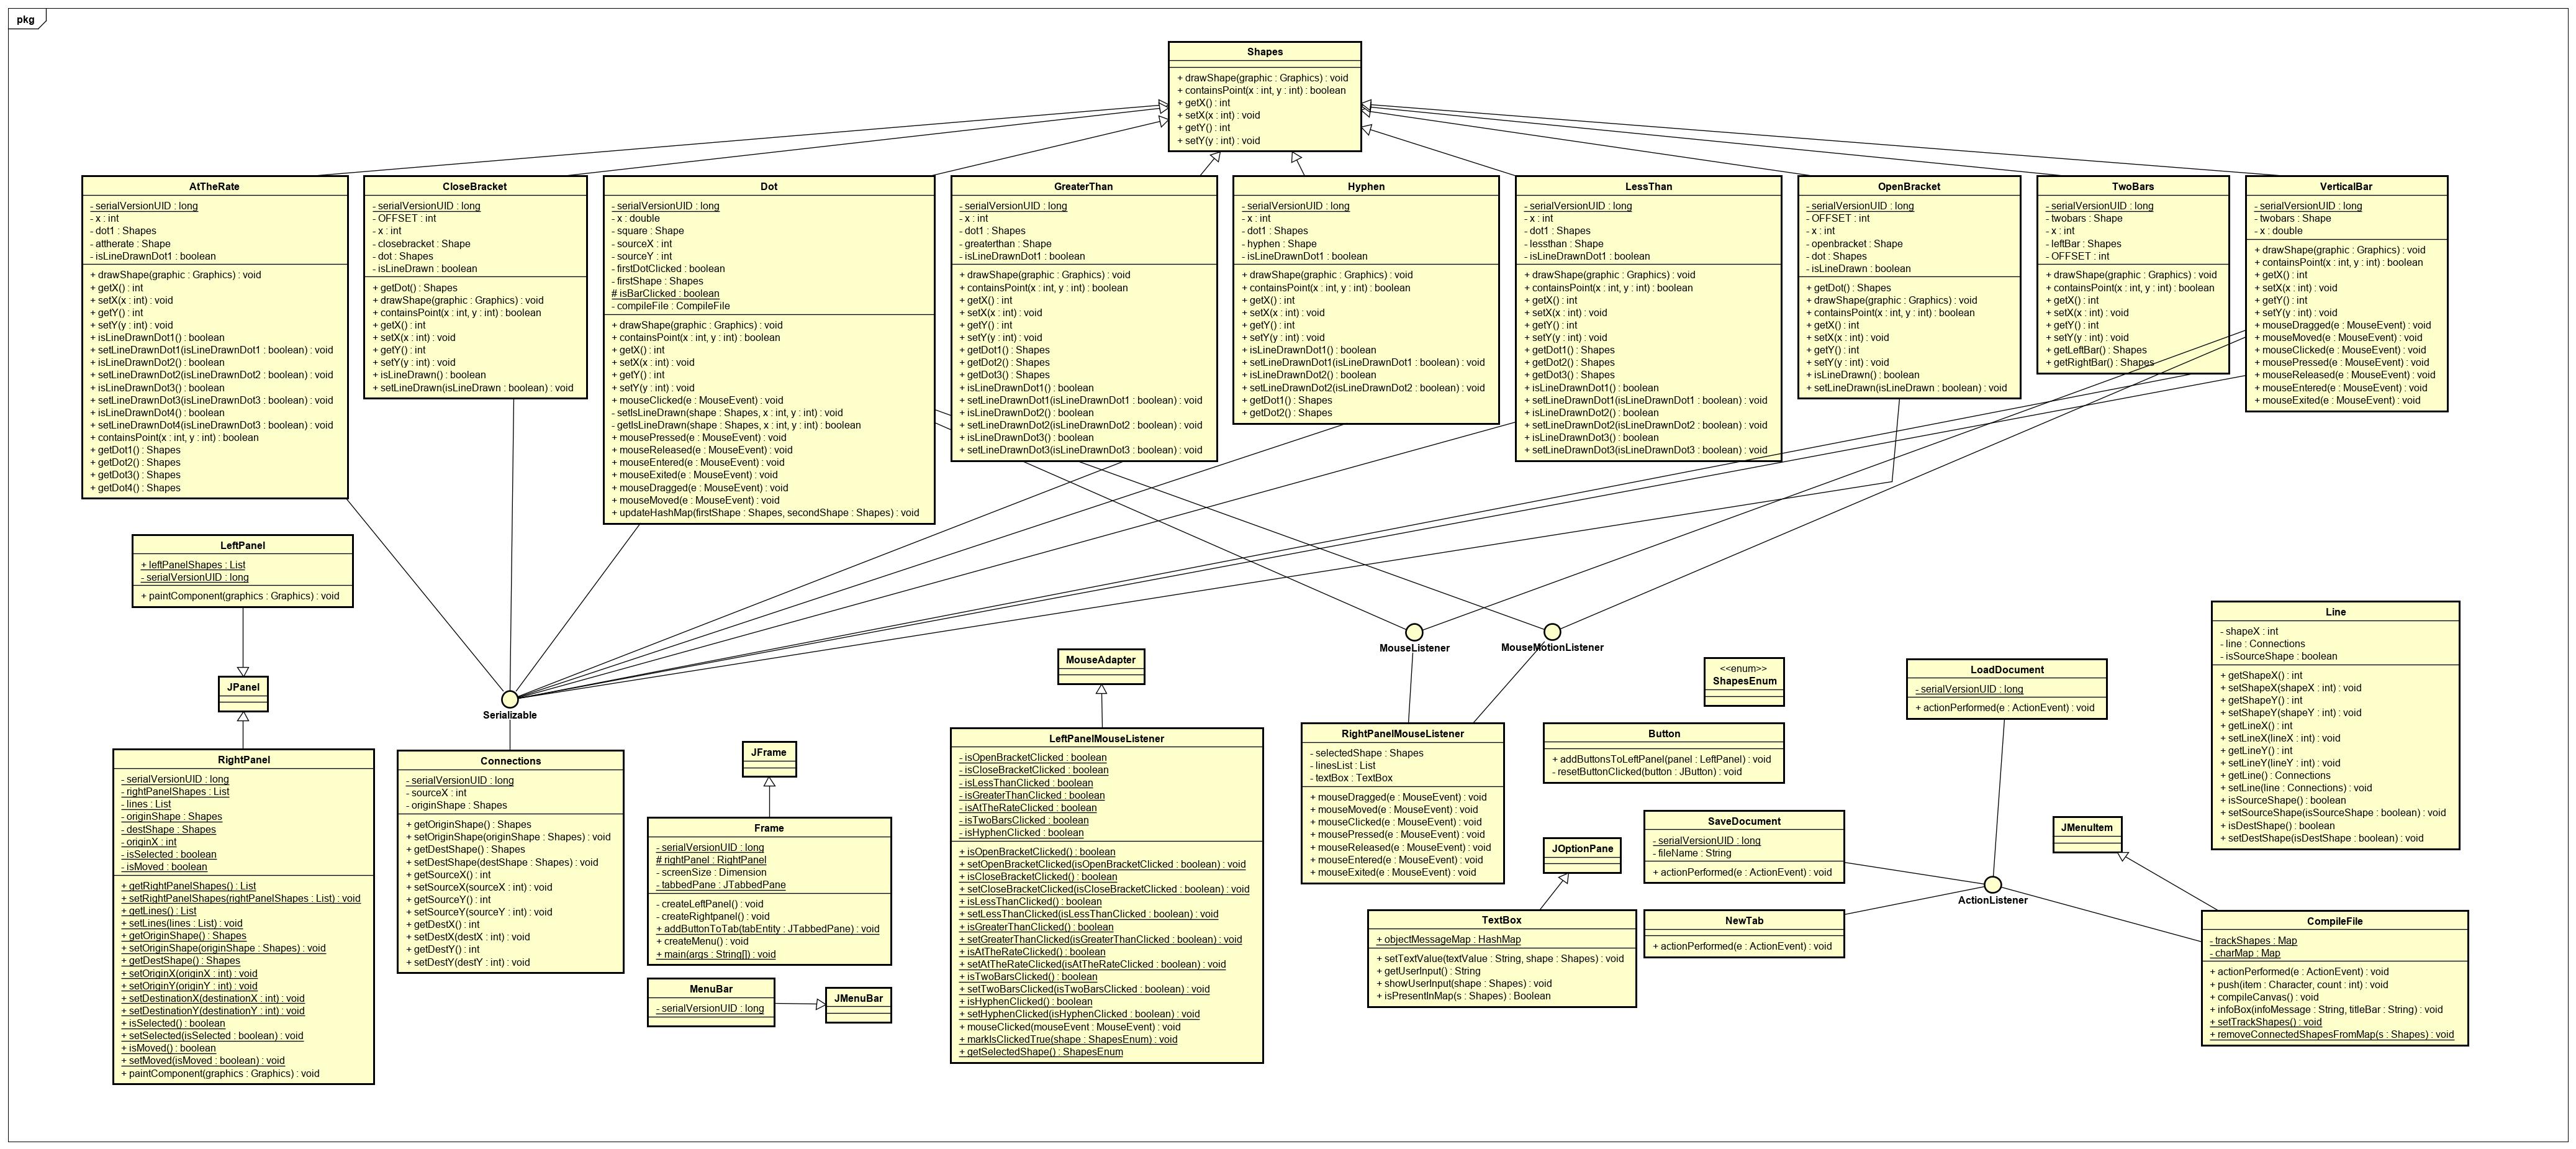 pkg
Shapes
+ drawShape(graphic : Graphics) : void
+ containsPoint(x : int, y : int) : boolean
+ getX() : int
+ setX(x : int) : void
+ getY() : int
+ setY(y : int) : void
AtTheRate
- serialVersionUID : long
- x : int
- dot1 : Shapes
- attherate : Shape
- isLineDrawnDot1 : boolean
+ drawShape(graphic : Graphics) : void
+ getX() : int
+ setX(x : int) : void
+ getY() : int
+ setY(y : int) : void
+ isLineDrawnDot1() : boolean
+ setLineDrawnDot1(isLineDrawnDot1 : boolean) : void
+ isLineDrawnDot2() : boolean
+ setLineDrawnDot2(isLineDrawnDot2 : boolean) : void
+ isLineDrawnDot3() : boolean
+ setLineDrawnDot3(isLineDrawnDot3 : boolean) : void
+ isLineDrawnDot4() : boolean
+ setLineDrawnDot4(isLineDrawnDot3 : boolean) : void
+ containsPoint(x : int, y : int) : boolean
+ getDot1() : Shapes
+ getDot2() : Shapes
+ getDot3() : Shapes
+ getDot4() : Shapes
CloseBracket
- serialVersionUID : long
- OFFSET : int
- x : int
- closebracket : Shape
- dot : Shapes
- isLineDrawn : boolean
+ getDot() : Shapes
+ drawShape(graphic : Graphics) : void
+ containsPoint(x : int, y : int) : boolean
+ getX() : int
+ setX(x : int) : void
+ getY() : int
+ setY(y : int) : void
+ isLineDrawn() : boolean
+ setLineDrawn(isLineDrawn : boolean) : void
Dot
- serialVersionUID : long
- x : double
- square : Shape
- sourceX : int
- sourceY : int
- firstDotClicked : boolean
- firstShape : Shapes
# isBarClicked : boolean
- compileFile : CompileFile
+ drawShape(graphic : Graphics) : void
+ containsPoint(x : int, y : int) : boolean
+ getX() : int
+ setX(x : int) : void
+ getY() : int
+ setY(y : int) : void
+ mouseClicked(e : MouseEvent) : void
- setIsLineDrawn(shape : Shapes, x : int, y : int) : void
- getIsLineDrawn(shape : Shapes, x : int, y : int) : boolean
+ mousePressed(e : MouseEvent) : void
+ mouseReleased(e : MouseEvent) : void
+ mouseEntered(e : MouseEvent) : void
+ mouseExited(e : MouseEvent) : void
+ mouseDragged(e : MouseEvent) : void
+ mouseMoved(e : MouseEvent) : void
+ updateHashMap(firstShape : Shapes, secondShape : Shapes) : void
GreaterThan
- serialVersionUID : long
- x : int
- dot1 : Shapes
- greaterthan : Shape
- isLineDrawnDot1 : boolean
+ drawShape(graphic : Graphics) : void
+ containsPoint(x : int, y : int) : boolean
+ getX() : int
+ setX(x : int) : void
+ getY() : int
+ setY(y : int) : void
+ getDot1() : Shapes
+ getDot2() : Shapes
+ getDot3() : Shapes
+ isLineDrawnDot1() : boolean
+ setLineDrawnDot1(isLineDrawnDot1 : boolean) : void
+ isLineDrawnDot2() : boolean
+ setLineDrawnDot2(isLineDrawnDot2 : boolean) : void
+ isLineDrawnDot3() : boolean
+ setLineDrawnDot3(isLineDrawnDot3 : boolean) : void
Hyphen
- serialVersionUID : long
- x : int
- dot1 : Shapes
- hyphen : Shape
- isLineDrawnDot1 : boolean
+ drawShape(graphic : Graphics) : void
+ containsPoint(x : int, y : int) : boolean
+ getX() : int
+ setX(x : int) : void
+ getY() : int
+ setY(y : int) : void
+ isLineDrawnDot1() : boolean
+ setLineDrawnDot1(isLineDrawnDot1 : boolean) : void
+ isLineDrawnDot2() : boolean
+ setLineDrawnDot2(isLineDrawnDot2 : boolean) : void
+ getDot1() : Shapes
+ getDot2() : Shapes
LessThan
- serialVersionUID : long
- x : int
- dot1 : Shapes
- lessthan : Shape
- isLineDrawnDot1 : boolean
+ drawShape(graphic : Graphics) : void
+ containsPoint(x : int, y : int) : boolean
+ getX() : int
+ setX(x : int) : void
+ getY() : int
+ setY(y : int) : void
+ getDot1() : Shapes
+ getDot2() : Shapes
+ getDot3() : Shapes
+ isLineDrawnDot1() : boolean
+ setLineDrawnDot1(isLineDrawnDot1 : boolean) : void
+ isLineDrawnDot2() : boolean
+ setLineDrawnDot2(isLineDrawnDot2 : boolean) : void
+ isLineDrawnDot3() : boolean
+ setLineDrawnDot3(isLineDrawnDot3 : boolean) : void
OpenBracket
- serialVersionUID : long
- OFFSET : int
- x : int
- openbracket : Shape
- dot : Shapes
- isLineDrawn : boolean
+ getDot() : Shapes
+ drawShape(graphic : Graphics) : void
+ containsPoint(x : int, y : int) : boolean
+ getX() : int
+ setX(x : int) : void
+ getY() : int
+ setY(y : int) : void
+ isLineDrawn() : boolean
+ setLineDrawn(isLineDrawn : boolean) : void
TwoBars
- serialVersionUID : long
- twobars : Shape
- x : int
- leftBar : Shapes
- OFFSET : int
+ drawShape(graphic : Graphics) : void
+ containsPoint(x : int, y : int) : boolean
+ getX() : int
+ setX(x : int) : void
+ getY() : int
+ setY(y : int) : void
+ getLeftBar() : Shapes
+ getRightBar() : Shapes
VerticalBar
- serialVersionUID : long
- twobars : Shape
- x : double
+ drawShape(graphic : Graphics) : void
+ containsPoint(x : int, y : int) : boolean
+ getX() : int
+ setX(x : int) : void
+ getY() : int
+ setY(y : int) : void
+ mouseDragged(e : MouseEvent) : void
+ mouseMoved(e : MouseEvent) : void
+ mouseClicked(e : MouseEvent) : void
+ mousePressed(e : MouseEvent) : void
+ mouseReleased(e : MouseEvent) : void
+ mouseEntered(e : MouseEvent) : void
+ mouseExited(e : MouseEvent) : void
LeftPanel
+ leftPanelShapes : List
- serialVersionUID : long
+ paintComponent(graphics : Graphics) : void
JPanel
RightPanel
- serialVersionUID : long
- rightPanelShapes : List
- lines : List
- originShape : Shapes
- destShape : Shapes
- originX : int
- isSelected : boolean
- isMoved : boolean
+ getRightPanelShapes() : List
+ setRightPanelShapes(rightPanelShapes : List) : void
+ getLines() : List
+ setLines(lines : List) : void
+ getOriginShape() : Shapes
+ setOriginShape(originShape : Shapes) : void
+ getDestShape() : Shapes
+ setOriginX(originX : int) : void
+ setOriginY(originY : int) : void
+ setDestinationX(destinationX : int) : void
+ setDestinationY(destinationY : int) : void
+ isSelected() : boolean
+ setSelected(isSelected : boolean) : void
+ isMoved() : boolean
+ setMoved(isMoved : boolean) : void
+ paintComponent(graphics : Graphics) : void
Serializable
Connections
- serialVersionUID : long
- sourceX : int
- originShape : Shapes
+ getOriginShape() : Shapes
+ setOriginShape(originShape : Shapes) : void
+ getDestShape() : Shapes
+ setDestShape(destShape : Shapes) : void
+ getSourceX() : int
+ setSourceX(sourceX : int) : void
+ getSourceY() : int
+ setSourceY(sourceY : int) : void
+ getDestX() : int
+ setDestX(destX : int) : void
+ getDestY() : int
+ setDestY(destY : int) : void
JFrame
Frame
- serialVersionUID : long
# rightPanel : RightPanel
- screenSize : Dimension
- tabbedPane : JTabbedPane
- createLeftPanel() : void
- createRightpanel() : void
+ addButtonToTab(tabEntity : JTabbedPane) : void
+ createMenu() : void
+ main(args : String[]) : void
MenuBar
- serialVersionUID : long
JMenuBar
MouseAdapter
LeftPanelMouseListener
- isOpenBracketClicked : boolean
- isCloseBracketClicked : boolean
- isLessThanClicked : boolean
- isGreaterThanClicked : boolean
- isAtTheRateClicked : boolean
- isTwoBarsClicked : boolean
- isHyphenClicked : boolean
+ isOpenBracketClicked() : boolean
+ setOpenBracketClicked(isOpenBracketClicked : boolean) : void
+ isCloseBracketClicked() : boolean
+ setCloseBracketClicked(isCloseBracketClicked : boolean) : void
+ isLessThanClicked() : boolean
+ setLessThanClicked(isLessThanClicked : boolean) : void
+ isGreaterThanClicked() : boolean
+ setGreaterThanClicked(isGreaterThanClicked : boolean) : void
+ isAtTheRateClicked() : boolean
+ setAtTheRateClicked(isAtTheRateClicked : boolean) : void
+ isTwoBarsClicked() : boolean
+ setTwoBarsClicked(isTwoBarsClicked : boolean) : void
+ isHyphenClicked() : boolean
+ setHyphenClicked(isHyphenClicked : boolean) : void
+ mouseClicked(mouseEvent : MouseEvent) : void
+ markIsClickedTrue(shape : ShapesEnum) : void
+ getSelectedShape() : ShapesEnum
MouseListener
MouseMotionListener
RightPanelMouseListener
- selectedShape : Shapes
- linesList : List
- textBox : TextBox
+ mouseDragged(e : MouseEvent) : void
+ mouseMoved(e : MouseEvent) : void
+ mouseClicked(e : MouseEvent) : void
+ mousePressed(e : MouseEvent) : void
+ mouseReleased(e : MouseEvent) : void
+ mouseEntered(e : MouseEvent) : void
+ mouseExited(e : MouseEvent) : void
<<enum>>
ShapesEnum
Button
+ addButtonsToLeftPanel(panel : LeftPanel) : void
- resetButtonClicked(button : JButton) : void
JOptionPane
TextBox
+ objectMessageMap : HashMap
+ setTextValue(textValue : String, shape : Shapes) : void
+ getUserInput() : String
+ showUserInput(shape : Shapes) : void
+ isPresentInMap(s : Shapes) : Boolean
SaveDocument
- serialVersionUID : long
- fileName : String
+ actionPerformed(e : ActionEvent) : void
NewTab
+ actionPerformed(e : ActionEvent) : void
LoadDocument
- serialVersionUID : long
+ actionPerformed(e : ActionEvent) : void
ActionListener
JMenuItem
CompileFile
- trackShapes : Map
- charMap : Map
+ actionPerformed(e : ActionEvent) : void
+ push(item : Character, count : int) : void
+ compileCanvas() : void
+ infoBox(infoMessage : String, titleBar : String) : void
+ setTrackShapes() : void
+ removeConnectedShapesFromMap(s : Shapes) : void
Line
- shapeX : int
- line : Connections
- isSourceShape : boolean
+ getShapeX() : int
+ setShapeX(shapeX : int) : void
+ getShapeY() : int
+ setShapeY(shapeY : int) : void
+ getLineX() : int
+ setLineX(lineX : int) : void
+ getLineY() : int
+ setLineY(lineY : int) : void
+ getLine() : Connections
+ setLine(line : Connections) : void
+ isSourceShape() : boolean
+ setSourceShape(isSourceShape : boolean) : void
+ isDestShape() : boolean
+ setDestShape(isDestShape : boolean) : void